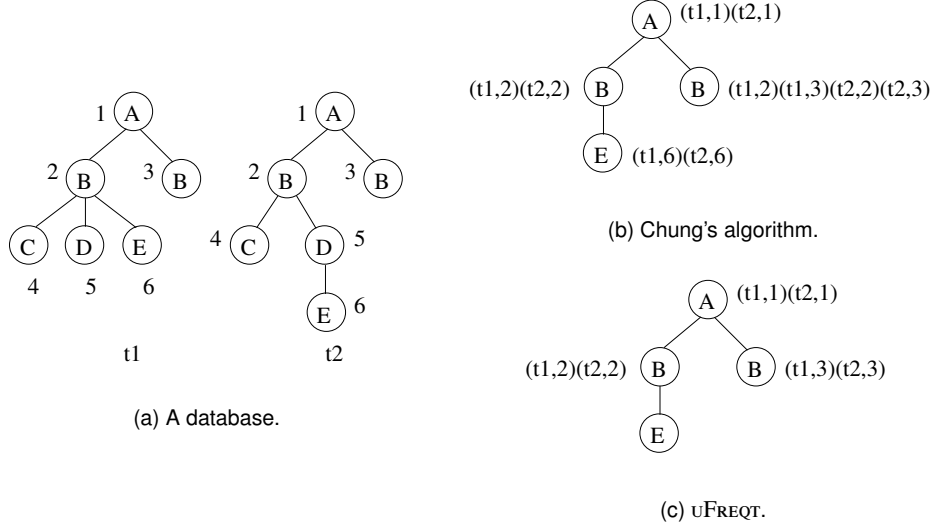 A
1
B
2
B
3
C
D
E
4
5
6
t1
A
1
B
2
B
3
C
4
D
5
E
6
t2
(a) A database.
A
(t1,1)(t2,1)
(t1,2)(t2,2)
B
B
(t1,2)(t1,3)(t2,2)(t2,3)
E
(t1,6)(t2,6)
(b) Chung's algorithm.
A
(t1,1)(t2,1)
(t1,2)(t2,2)
B
B
(t1,3)(t2,3)
E
(c) uFREQT.